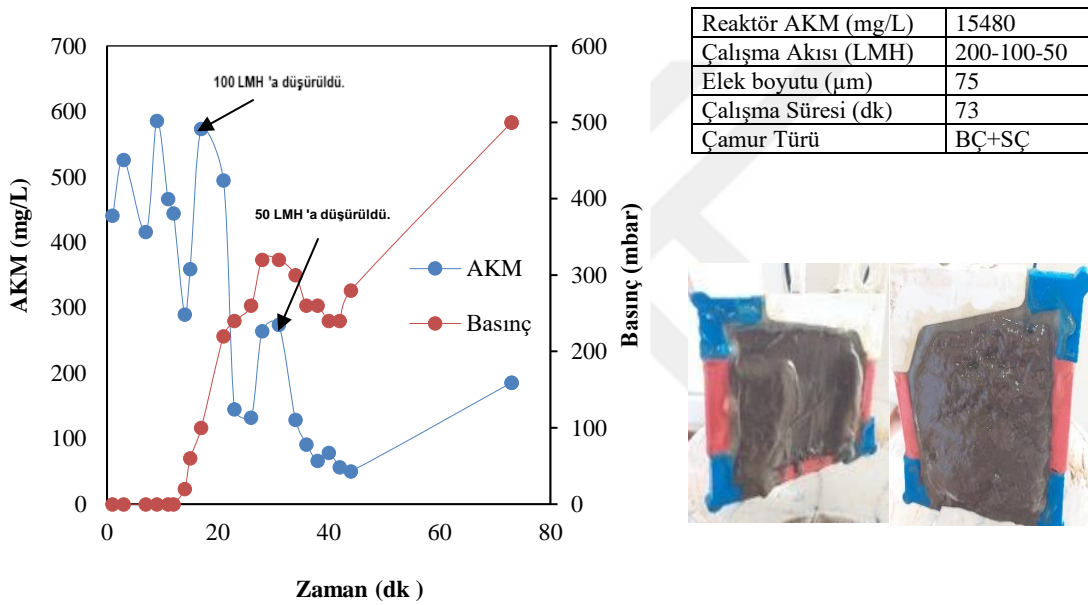 700
600
500
400
300
200
100
0
AKM (mg/L)
600
500
400
300
200
100
0
Basınç (mbar)
0
20
40
60
80
Zaman (dk )
100 LMH 'a düşürüldü.
50 LMH 'a düşürüldü.
AKM
Basınç
Reaktör AKM (mg/L) 15480
Çalışma Akısı (LMH) 200-100-50
Elek boyutu (µm) 75
Çalışma Süresi (dk) 73
Çamur Türü BÇ+SÇ